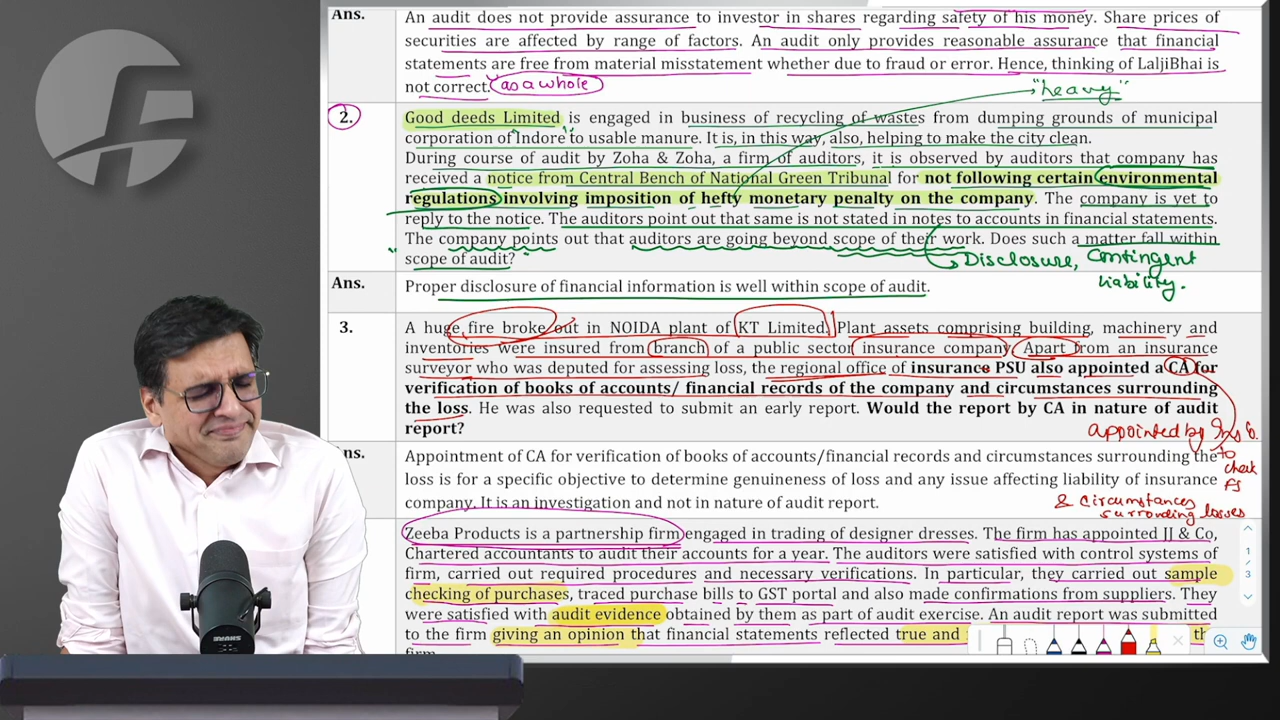 Ans.
An audit does not provide assurance to investor in shares regarding safety of his money. Share prices of
securities are affected by range of factors. An audit only provides reasonable assurance that financial
statements are free from material misstatement whether due to fraud or error. Hence, thinking of LaljiBhai is
not correct. as a whole
"heavy"
2.
Good deeds Limited is engaged in business of recycling of wastes from dumping grounds of municipal
corporation of Indore to usable manure. It is, in this way, also, helping to make the city clean.
During course of audit by Zoha & Zoha, a firm of auditors, it is observed by auditors that company has
received a notice from Central Bench of National Green Tribunal for not following certain environmental
regulations involving imposition of hefty monetary penalty on the company. The company is yet to
reply to the notice. The auditors point out that same is not stated in notes to accounts in financial statements.
The company points out that auditors are going beyond scope of their work. Does such a matter fall within
scope of audit?
Disclosure, Contingent
liability.
Ans.
Proper disclosure of financial information is well within scope of audit.
3.
A huge fire broke out in NOIDA plant of KT Limited. Plant assets comprising building, machinery and
inventories were insured from branch of a public sector insurance company. Apart from an insurance
surveyor who was deputed for assessing loss, the regional office of insurance PSU also appointed a CA for
verification of books of accounts/ financial records of the company and circumstances surrounding
the loss. He was also requested to submit an early report. Would the report by CA in nature of audit
report?
appointed by Ins Co.
to
check
FS
& circumstances
surronding losses
ns.
Appointment of CA for verification of books of accounts/financial records and circumstances surrounding the
loss is for a specific objective to determine genuineness of loss and any issue affecting liability of insurance
company. It is an investigation and not in nature of audit report.
Zeeba Products is a partnership firm engaged in trading of designer dresses. The firm has appointed JJ & Co,
Chartered accountants to audit their accounts for a year. The auditors were satisfied with control systems of
firm, carried out required procedures and necessary verifications. In particular, they carried out sample
checking of purchases, traced purchase bills to GST portal and also made confirmations from suppliers. They
were satisfied with audit evidence obtained by them as part of audit exercise. An audit report was submitted
to the firm giving an opinion that financial statements reflected true and
firm
1
3
SHURE